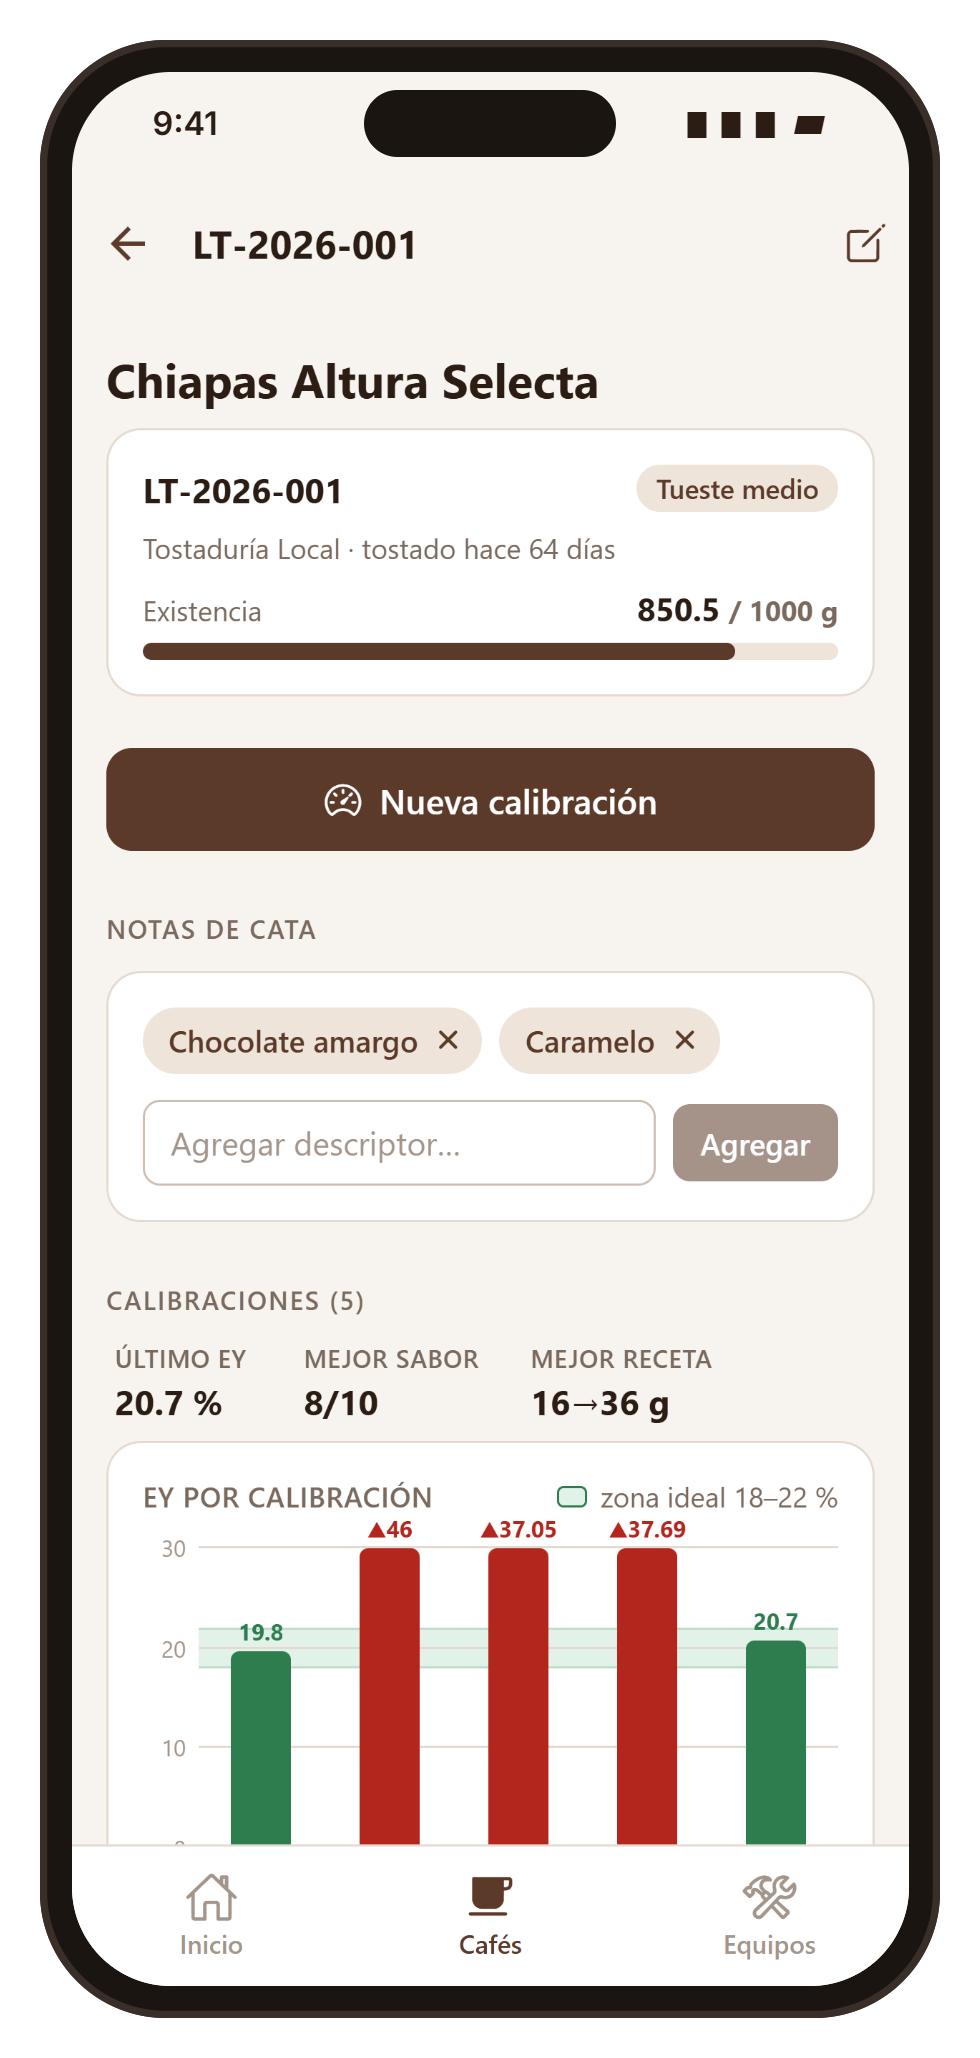 9:41
LT-2026-001
Chiapas Altura Selecta
LT-2026-001 Tueste medio
Tostaduría Local · tostado hace 64 días
Existencia 850.5 / 1000 g
Nueva calibración
NOTAS DE CATA
Chocolate amargo ✕ Caramelo ✕
Agregar descriptor... Agregar
CALIBRACIONES (5)
ÚLTIMO EY MEJOR SABOR MEJOR RECETA
20.7 % 8/10 16→36 g
EY POR CALIBRACIÓN zona ideal 18–22 %
▲46 ▲37.05 ▲37.69
30
19.8 20.7
20
10
Inicio Cafés Equipos